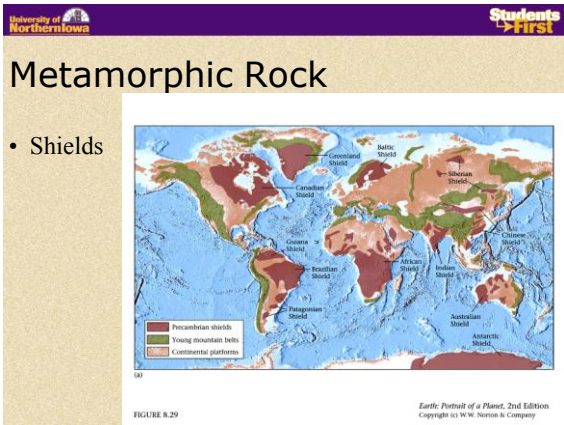 University of
Northern Iowa
Students
First
Metamorphic Rock
• Shields
Baltic
Shield
Greenland
Shield
Siberian
Shield
Canadian
Shield
Chinese
Shield
Guiana
Shield
African
Shield
Indian
Shield
Brazilian
Shield
Patagonian
Shield
Australian
Shield
Antarctic
Shield
Precambrian shields
Young mountain belts
Continental platforms
(a)
FIGURE 8.29
Earth: Portrait of a Planet, 2nd Edition
Copyright (c) W.W. Norton & Company